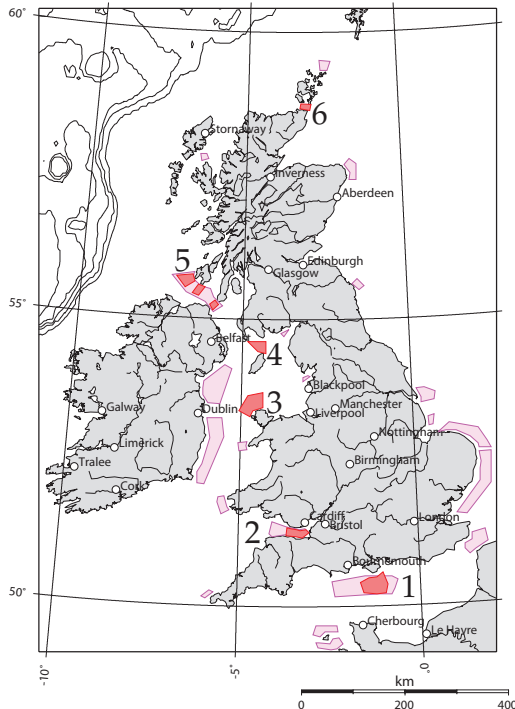 60°
6
Stornaway
Inverness
Aberdeen
5
Edinburgh
Glasgow
55°
Belfast
4
Blackpool
3
Galway
Dublin
Manchester
Liverpool
Nottingham
Limerick
Tralee
Birmingham
Cork
2
Cardiff
London
Bristol
Bournemouth
50°
1
Cherbourg
Le Havre
-10°
-5°
.0°
km
0 200 400